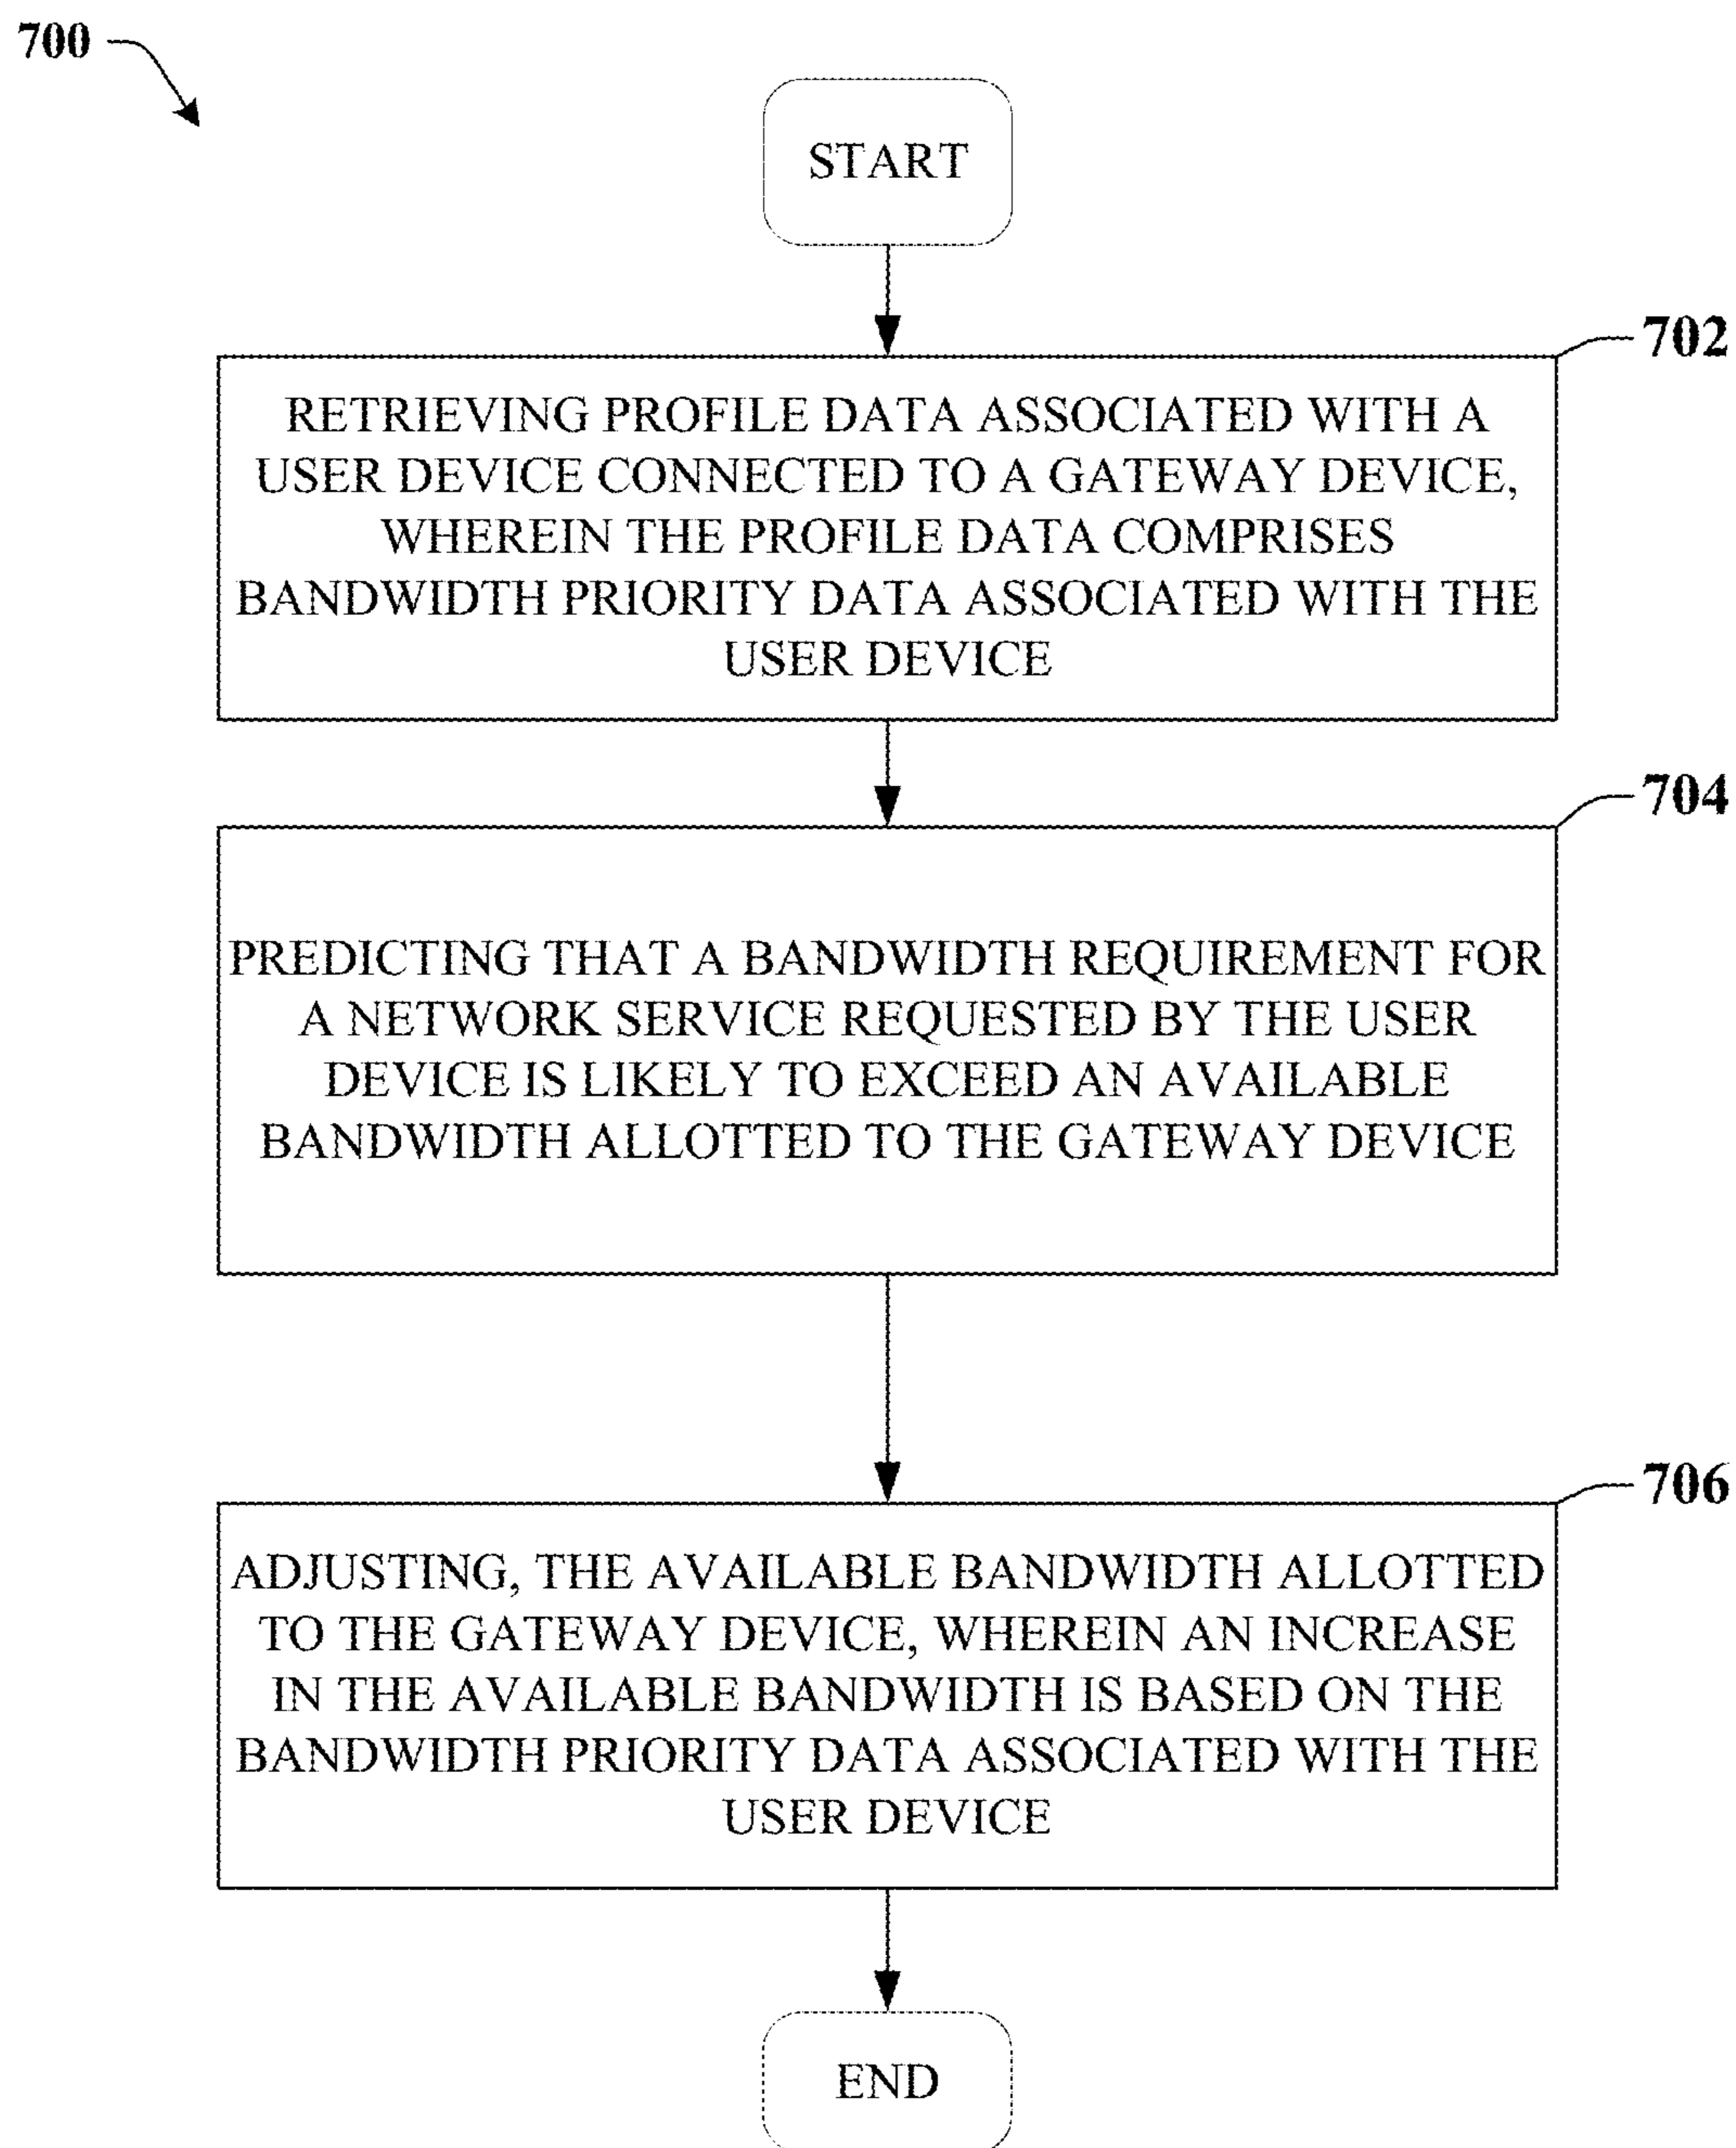 700
START
702
RETRIEVING PROFILE DATA ASSOCIATED WITH A
USER DEVICE CONNECTED TO A GATEWAY DEVICE,
WHEREIN THE PROFILE DATA COMPRISES
BANDWIDTH PRIORITY DATA ASSOCIATED WITH THE
USER DEVICE
704
PREDICTING THAT A BANDWIDTH REQUIREMENT FOR
A NETWORK SERVICE REQUESTED BY THE USER
DEVICE IS LIKELY TO EXCEED AN AVAILABLE
BANDWIDTH ALLOTTED TO THE GATEWAY DEVICE
706
ADJUSTING, THE AVAILABLE BANDWIDTH ALLOTTED
TO THE GATEWAY DEVICE, WHEREIN AN INCREASE
IN THE AVAILABLE BANDWIDTH IS BASED ON THE
BANDWIDTH PRIORITY DATA ASSOCIATED WITH THE
USER DEVICE
END